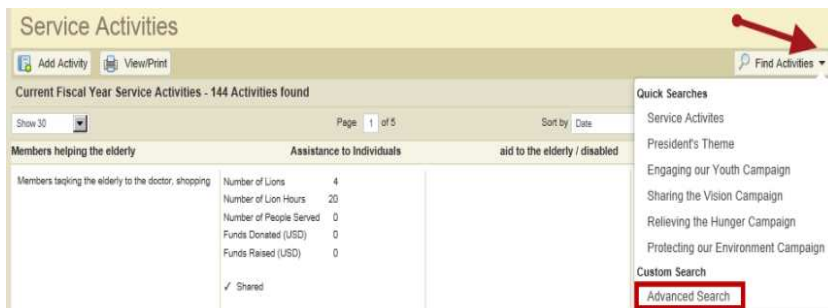 Service Activities
Add Activity View/Print Find Activities
Current Fiscal Year Service Activities - 144 Activities found
Show 30 Page 1 of 5 Sort by Date
Members helping the elderly Assistance to Individuals aid to the elderly / disabled
Members taqking the elderly to the doctor, shopping
Number of Lions 4
Number of Lion Hours 20
Number of People Served 0
Funds Donated (USD) 0
Funds Raised (USD) 0
✓ Shared
Quick Searches
Service Activites
President's Theme
Engaging our Youth Campaign
Sharing the Vision Campaign
Relieving the Hunger Campaign
Protecting our Environment Campaign
Custom Search
Advanced Search